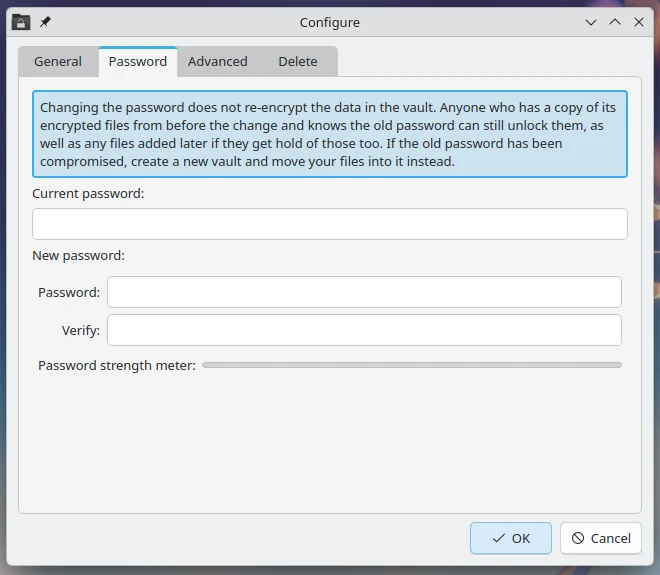 Configure
General Password Advanced Delete
Changing the password does not re-encrypt the data in the vault. Anyone who has a copy of its
encrypted files from before the change and knows the old password can still unlock them, as
well as any files added later if they get hold of those too. If the old password has been
compromised, create a new vault and move your files into it instead.
Current password:
New password:
Password:
Verify:
Password strength meter:
OK Cancel